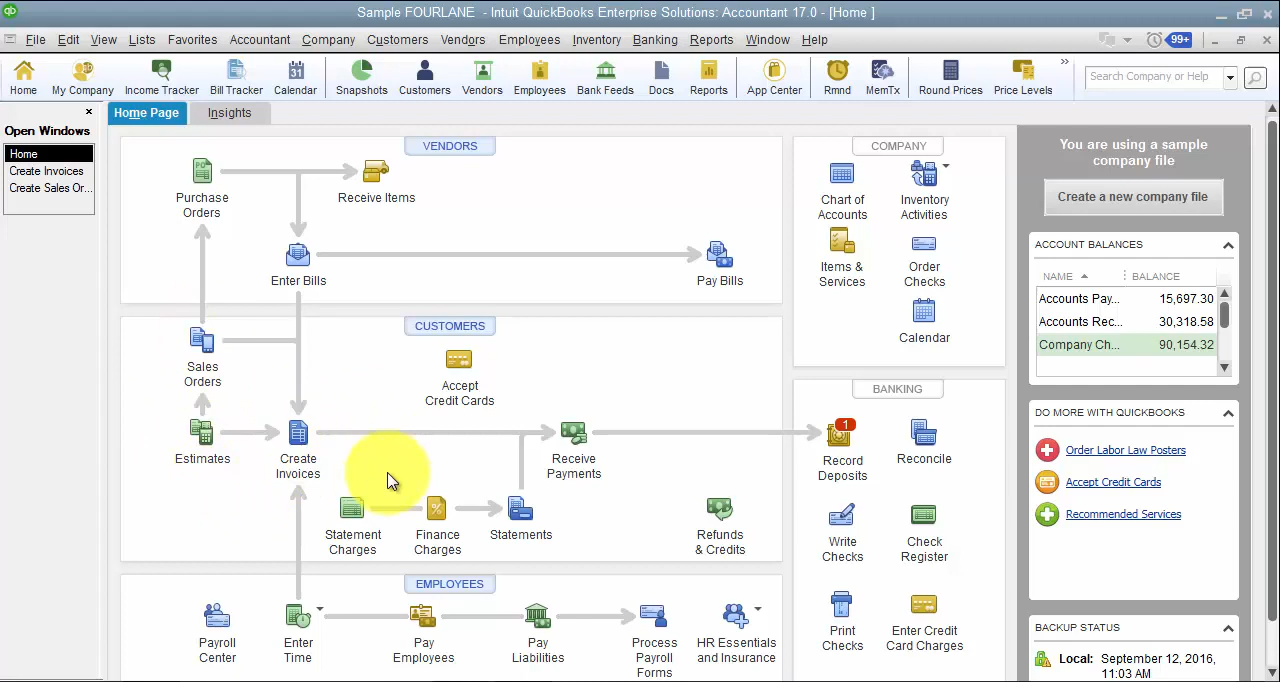 qb
Sample FOURLANE - Intuit QuickBooks Enterprise Solutions: Accountant 17.0 - [Home ]
File Edit View Lists Favorites Accountant Company Customers Vendors Employees Inventory Banking Reports Window Help 99+
Home My Company Income Tracker Bill Tracker Calendar Snapshots Customers Vendors Employees Bank Feeds Docs Reports App Center Rmnd MemTx Round Prices Price Levels
Search Company or Help
Open Windows
Home
Create Invoices
Create Sales Or...
Home Page Insights
VENDORS
Purchase
Orders
Receive Items
Enter Bills
Pay Bills
CUSTOMERS
Sales
Orders
Accept
Credit Cards
Estimates
Create
Invoices
Receive
Payments
Statement
Charges
Finance
Charges
Statements
Refunds
& Credits
EMPLOYEES
Payroll
Center
Enter
Time
Pay
Employees
Pay
Liabilities
Process
Payroll
Forms
HR Essentials
and Insurance
COMPANY
Chart of
Accounts
Inventory
Activities
Items &
Services
Order
Checks
Calendar
BANKING
1
Record
Deposits
Reconcile
Write
Checks
Check
Register
Print
Checks
Enter Credit
Card Charges
You are using a sample
company file
Create a new company file
ACCOUNT BALANCES
NAME BALANCE
Accounts Pay... 15,697.30
Accounts Rec... 30,318.58
Company Ch... 90,154.32
DO MORE WITH QUICKBOOKS
Order Labor Law Posters
Accept Credit Cards
Recommended Services
BACKUP STATUS
Local: September 12, 2016,
11:03 AM